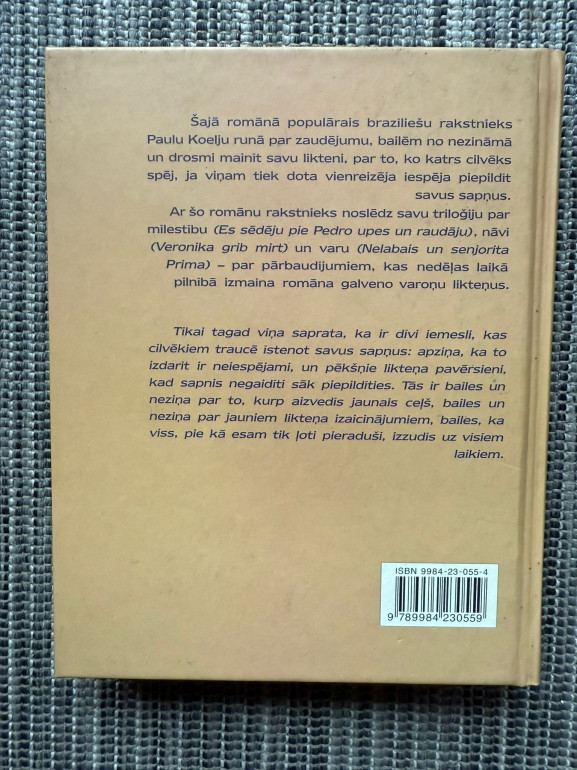 Šajā romānā populārais braziliešu rakstnieks
Paulu Koelju runā par zaudējumu, bailēm no nezināmā
un drosmi mainīt savu likteni, par to, ko katrs cilvēks
spēj, ja viņam tiek dota vienreizēja iespēja piepildīt
savus sapņus.
Ar šo romānu rakstnieks noslēdz savu triloģiju par
mīlestību (Es sēdēju pie Pedro upes un raudāju), nāvi
(Veronika grib mirt) un varu (Nelabais un senjorita
Prima) – par pārbaudījumiem, kas nedēļas laikā
pilnībā izmaina romāna galveno varoņu likteņus.
Tikai tagad viņa saprata, ka ir divi iemesli, kas
cilvēkiem traucē īstenot savus sapņus: apziņa, ka to
izdarīt ir neiespējami, un pēkšņie likteņa pavērsieni,
kad sapnis negaidīti sāk piepildīties. Tās ir bailes un
neziņa par to, kurp aizvedīs jaunais ceļš, bailes un
neziņa par jauniem likteņa izaicinājumiem, bailes, ka
viss, pie kā esam tik ļoti pieraduši, izzudīs uz visiem
laikiem.
ISBN 9984-23-055-4
9 789984 230559